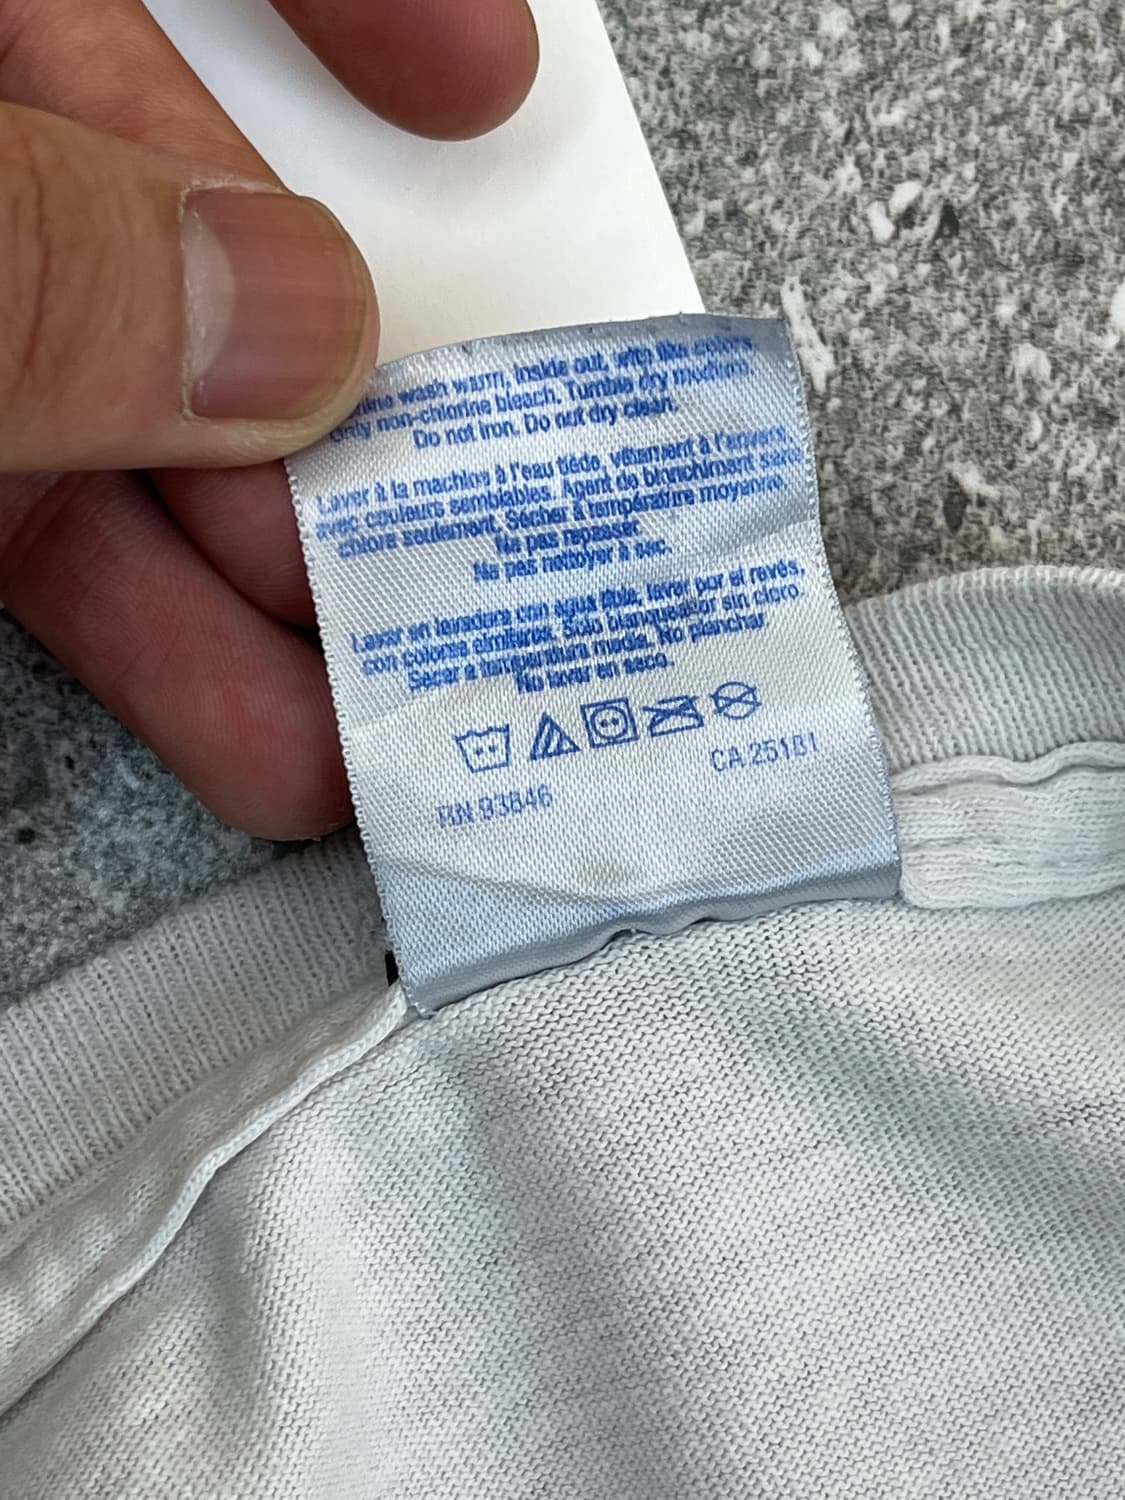 wash warm, inside out, with like colors
only non-chlorine bleach. Tumble dry medium.
Do not iron. Do not dry clean.
Laver à la machine à l'eau tiède, vêtement à l'envers,
avec couleurs semblables. Agent de blanchiment sans
chlore seulement. Sécher à température moyenne.
Ne pas repasser.
Ne pas nettoyer à sec.
Lavar en lavadora con agua tibia, lavar por el revés,
con colores similares. Solo blanqueador sin cloro.
Secar a temperatura media. No planchar
No lavar en seco.
CA 25181
RN 93846